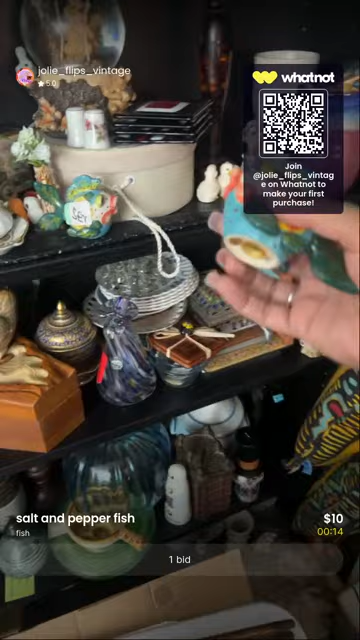 jolie_flips_vintage
5.0
whatnot
Join
@jolie_flips_vintag
e on Whatnot to
make your first
purchase!
salt and pepper fish
$10
fish
00:14
1 bid